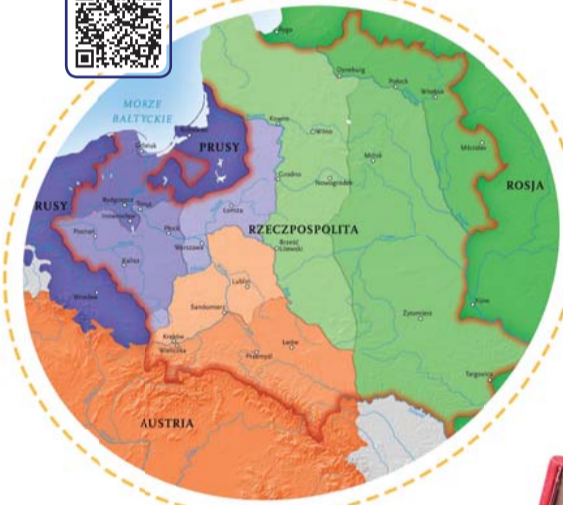 Ryga
Dyneburg
Połock
Witebsk
MORZE
BAŁTYCKIE
Gdańsk
PRUSY
Kowno
Wilno
Mińsk
Mścisław
Grodno
Nowogródek
ROSJA
RUSY
Bydgoszcz
Toruń
Inowrocław
Łomża
Poznań
Płock
RZECZPOSPOLITA
Warszawa
Brześć
Litewski
Kalisz
Wrocław
Lublin
Sandomierz
Kijów
Żytomierz
Kraków
Wieliczka
Przemyśl
Lwów
Targowica
AUSTRIA